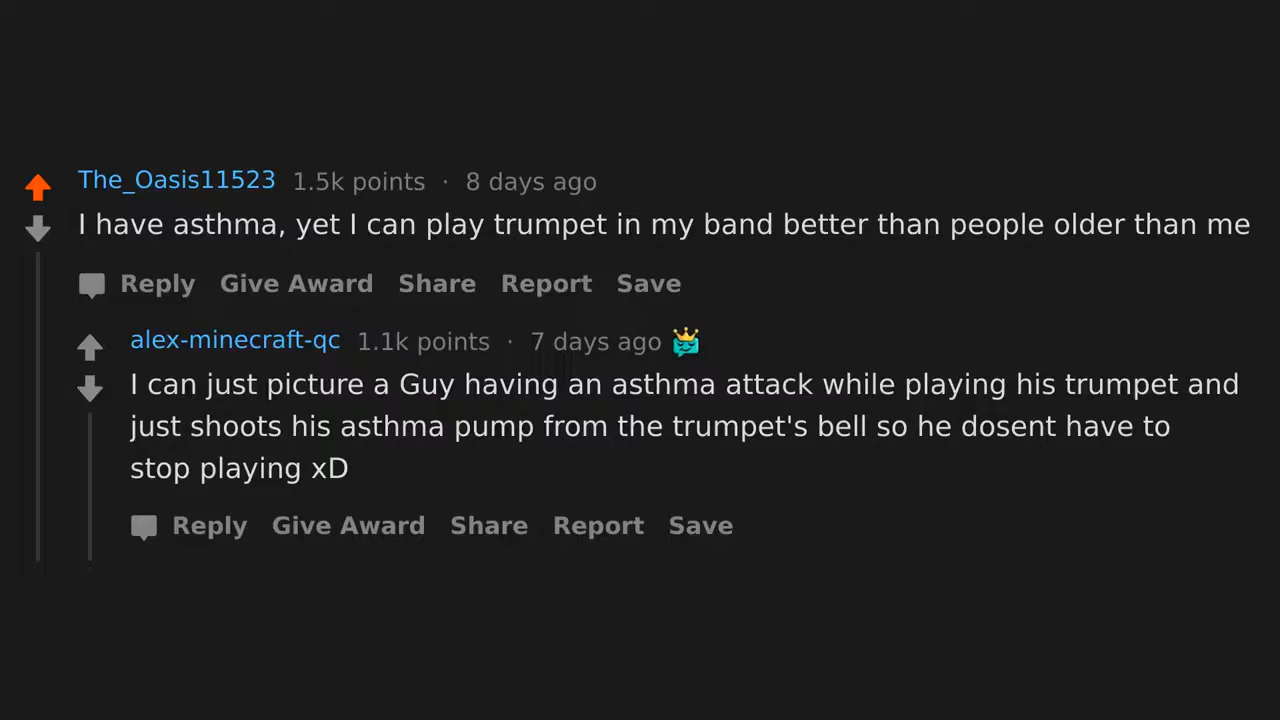 The_Oasis11523 1.5k points · 8 days ago
I have asthma, yet I can play trumpet in my band better than people older than me
Reply Give Award Share Report Save
alex-minecraft-qc 1.1k points · 7 days ago
I can just picture a Guy having an asthma attack while playing his trumpet and
just shoots his asthma pump from the trumpet's bell so he dosent have to
stop playing xD
Reply Give Award Share Report Save